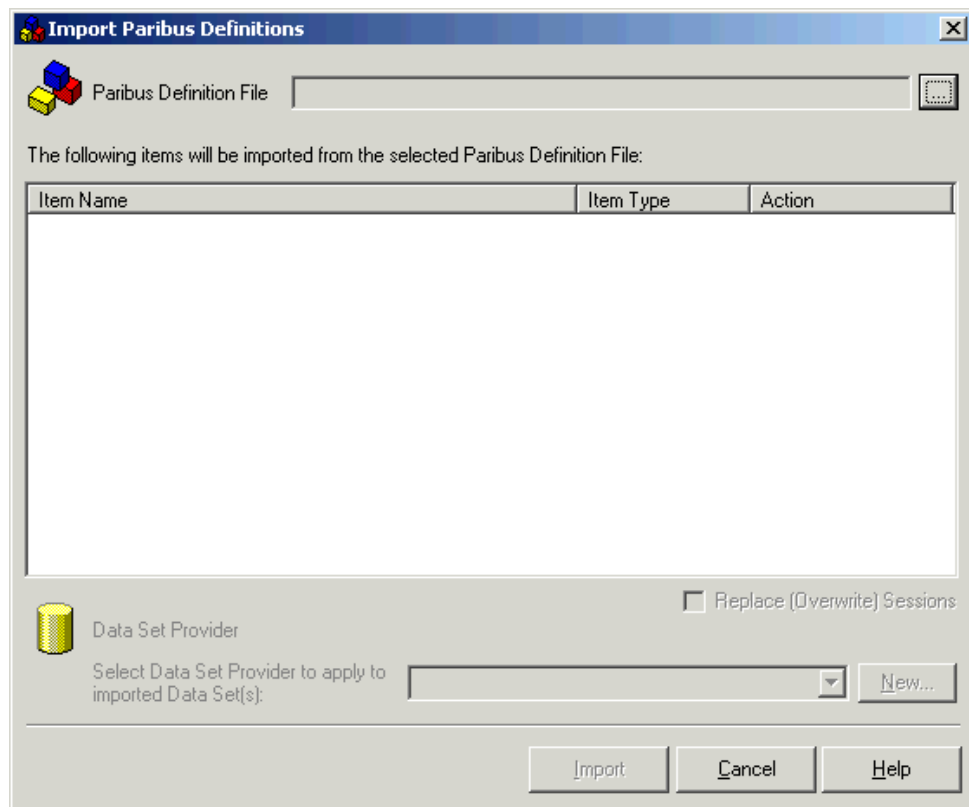 Import Paribus Definitions
Paribus Definition File
...
The following items will be imported from the selected Paribus Definition File:
Item Name Item Type Action
Replace (Overwrite) Sessions
Data Set Provider
Select Data Set Provider to apply to
imported Data Set(s):
New...
Import Cancel Help